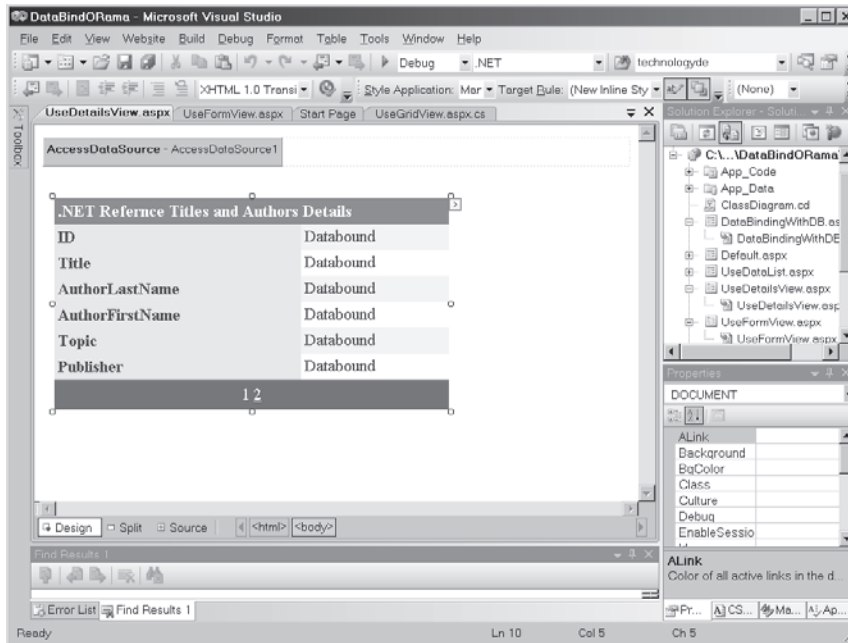 DataBindORama - Microsoft Visual Studio
File Edit View Website Build Debug Format Table Tools Window Help
Debug .NET technologyde
XHTML 1.0 Transi Style Application: Man Target Rule: (New Inline Sty (None)
Toolbox
UseDetailsView.aspx UseFormView.aspx Start Page UseGridView.aspx.cs
AccessDataSource - AccessDataSource1
.NET Refernce Titles and Authors Details
ID Databound
Title Databound
AuthorLastName Databound
AuthorFirstName Databound
Topic Databound
Publisher Databound
1 2
Design Split Source <html> <body>
Find Results 1
Error List Find Results 1
Solution Explorer - Soluti...
C:\...\DataBindORama
App_Code
App_Data
ClassDiagram.cd
DataBindingWithDB.as
DataBindingWithDB
Default.aspx
UseDataList.aspx
UseDetailsView.aspx
UseDetailsView.asp
UseFormView.aspx
UseFormView.aspx
Properties
DOCUMENT
ALink
Background
BgColor
Class
Culture
Debug
EnableSessio
ALink
Color of all active links in the d...
Pr... CS... Ma... Ap...
Ready Ln 10 Col 5 Ch 5